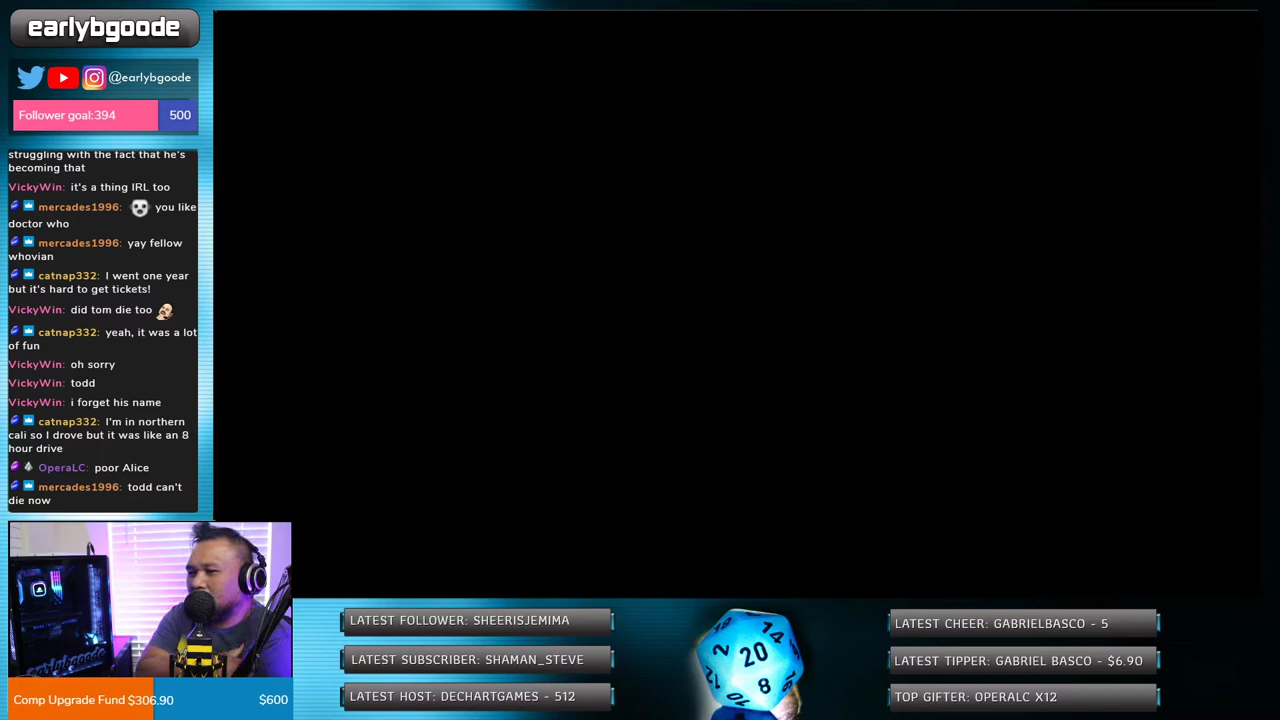 earlybgoode
@earlybgoode
Follower goal:394
500
struggling with the fact that he's
becoming that
VickyWin: it's a thing IRL too
mercades1996: you like
doctor who
mercades1996: yay fellow
whovian
catnap332: I went one year
but it's hard to get tickets!
VickyWin: did tom die too
catnap332: yeah, it was a lot
of fun
VickyWin: oh sorry
VickyWin: todd
VickyWin: i forget his name
catnap332: I'm in northern
cali so I drove but it was like an 8
hour drive
OperaLC: poor Alice
mercades1996: todd can't
die now
earlybgoode
Comp Upgrade Fund $306.90
$600
LATEST FOLLOWER: SHEERISJEMIMA
LATEST SUBSCRIBER: SHAMAN_STEVE
LATEST HOST: DECHARTGAMES - 512
20
14
2
8
LATEST CHEER: GABRIELBASCO - 5
LATEST TIPPER: GABRIEL BASCO - $6.90
TOP GIFTER: OPERALC X12